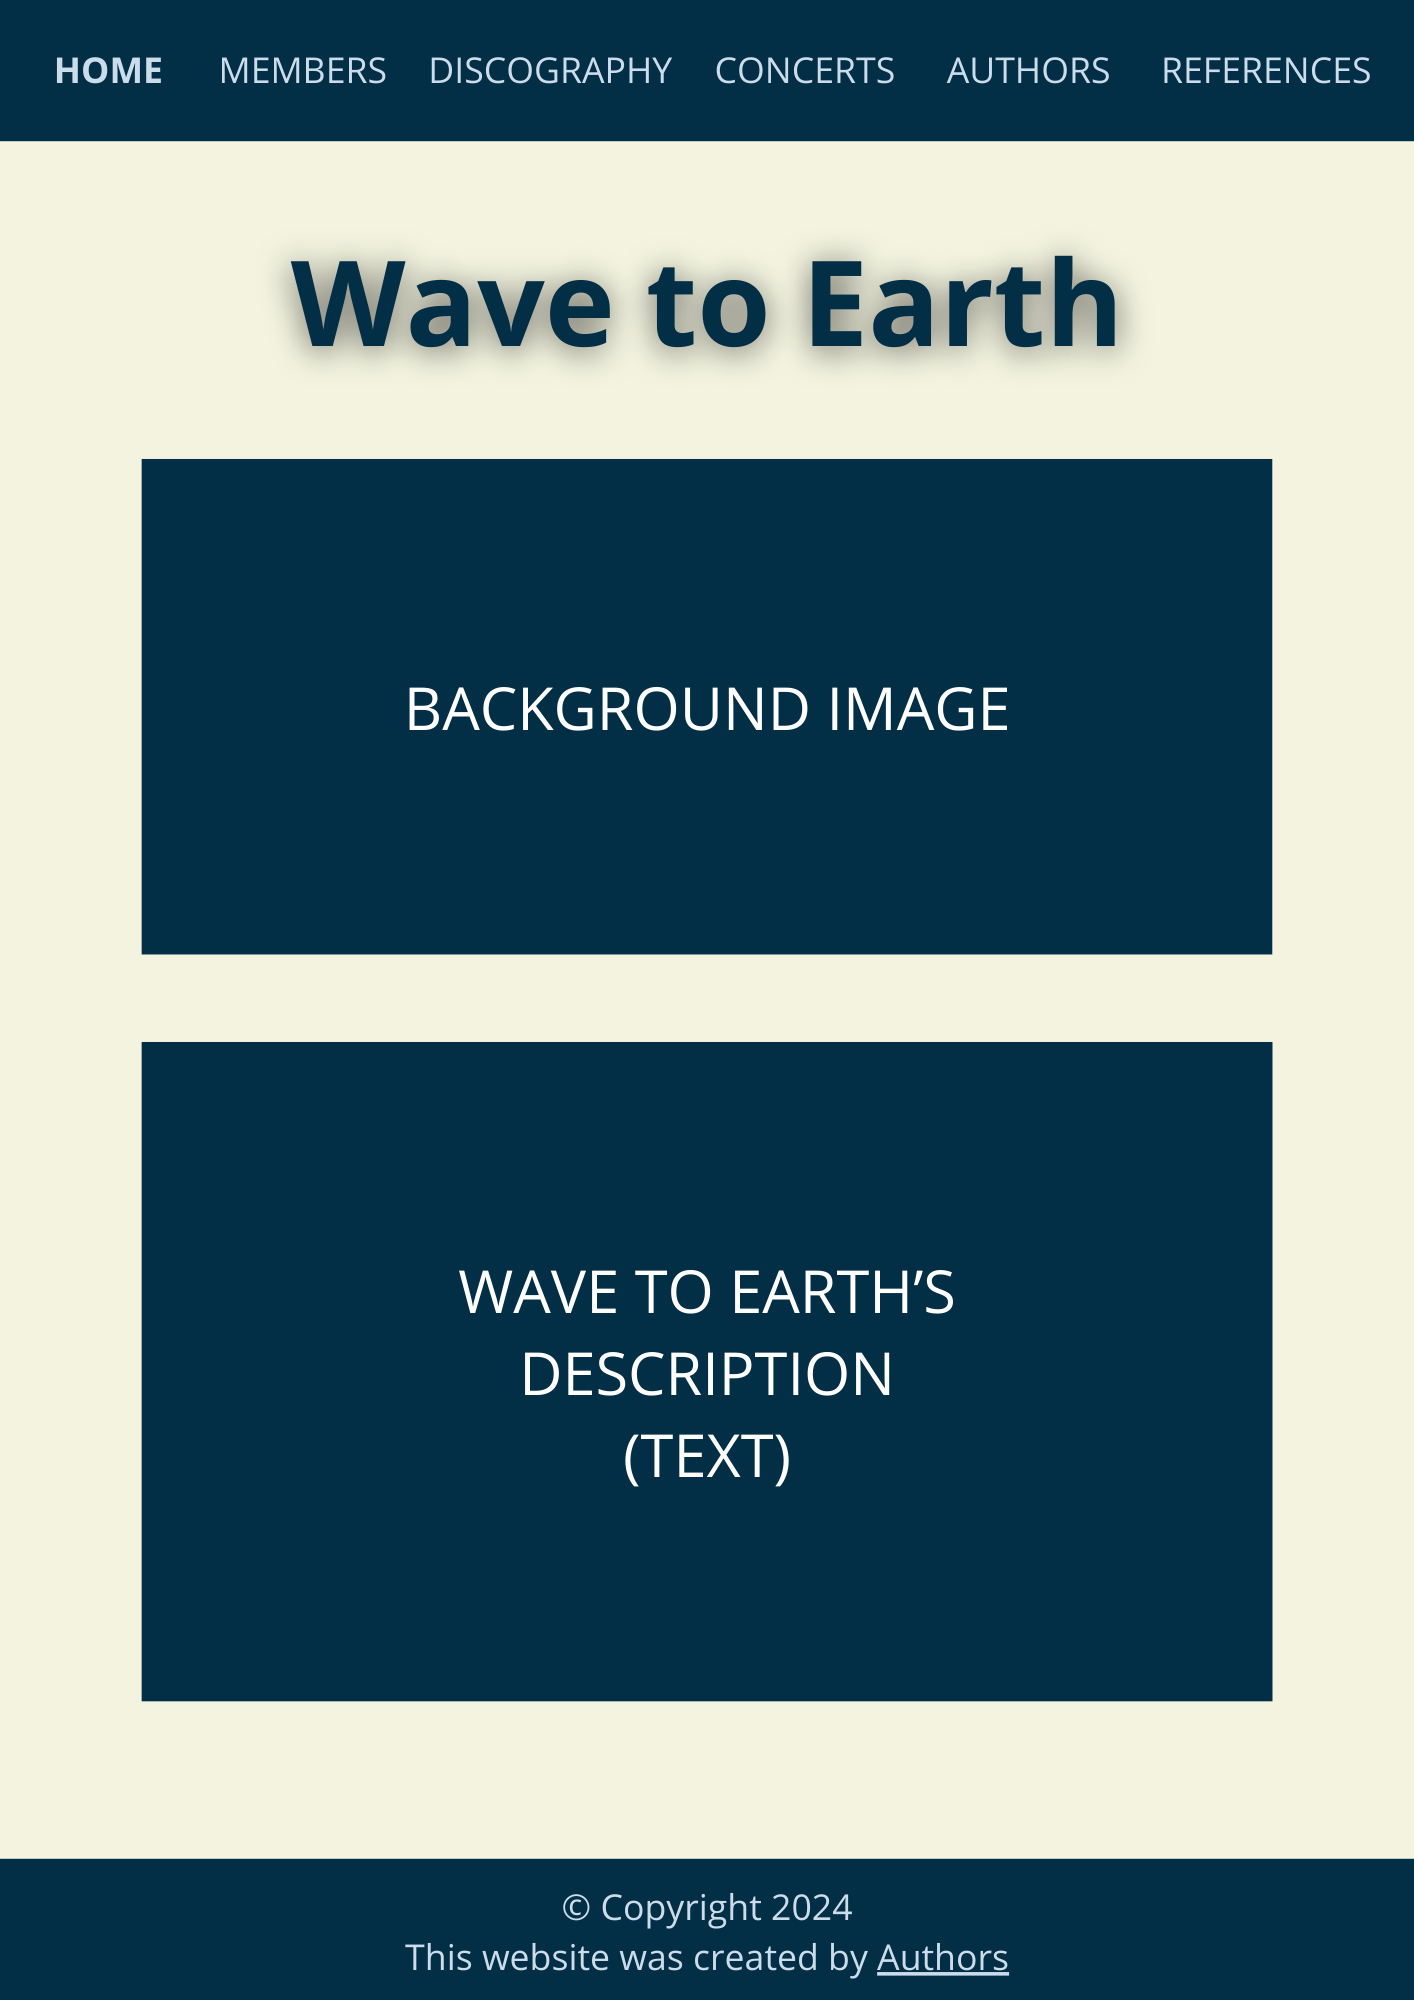 HOME MEMBERS DISCOGRAPHY CONCERTS AUTHORS REFERENCES
Wave to Earth
BACKGROUND IMAGE
WAVE TO EARTH’S
DESCRIPTION
(TEXT)
© Copyright 2024
This website was created by Authors